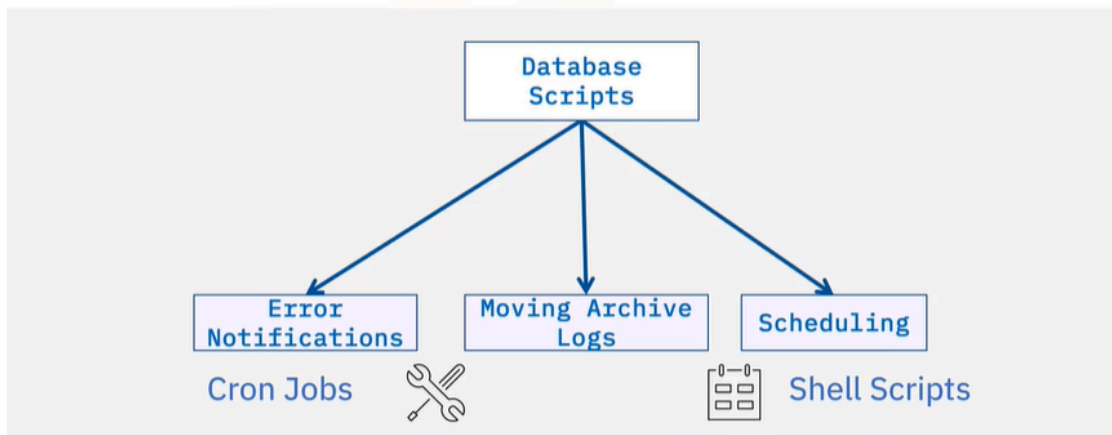 Database
Scripts
Error
Notifications
Moving Archive
Logs
Scheduling
Cron Jobs
Shell Scripts